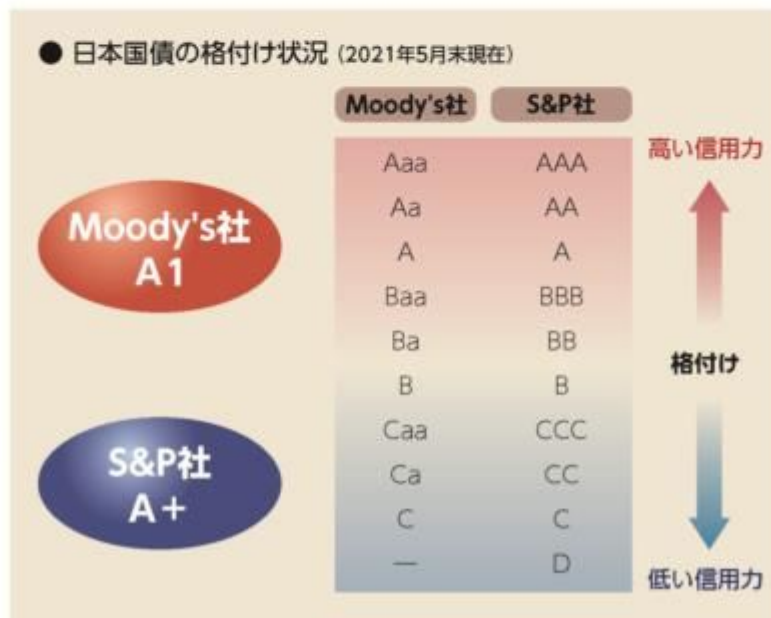 ● 日本国債の格付け状況（2021年5月末現在）
Moody's社 S&P社
Aaa AAA
Aa AA
A A
Baa BBB
Ba BB
B B
Caa CCC
Ca CC
C C
— D
Moody's社
A1
S&P社
A+
高い信用力
格付け
低い信用力